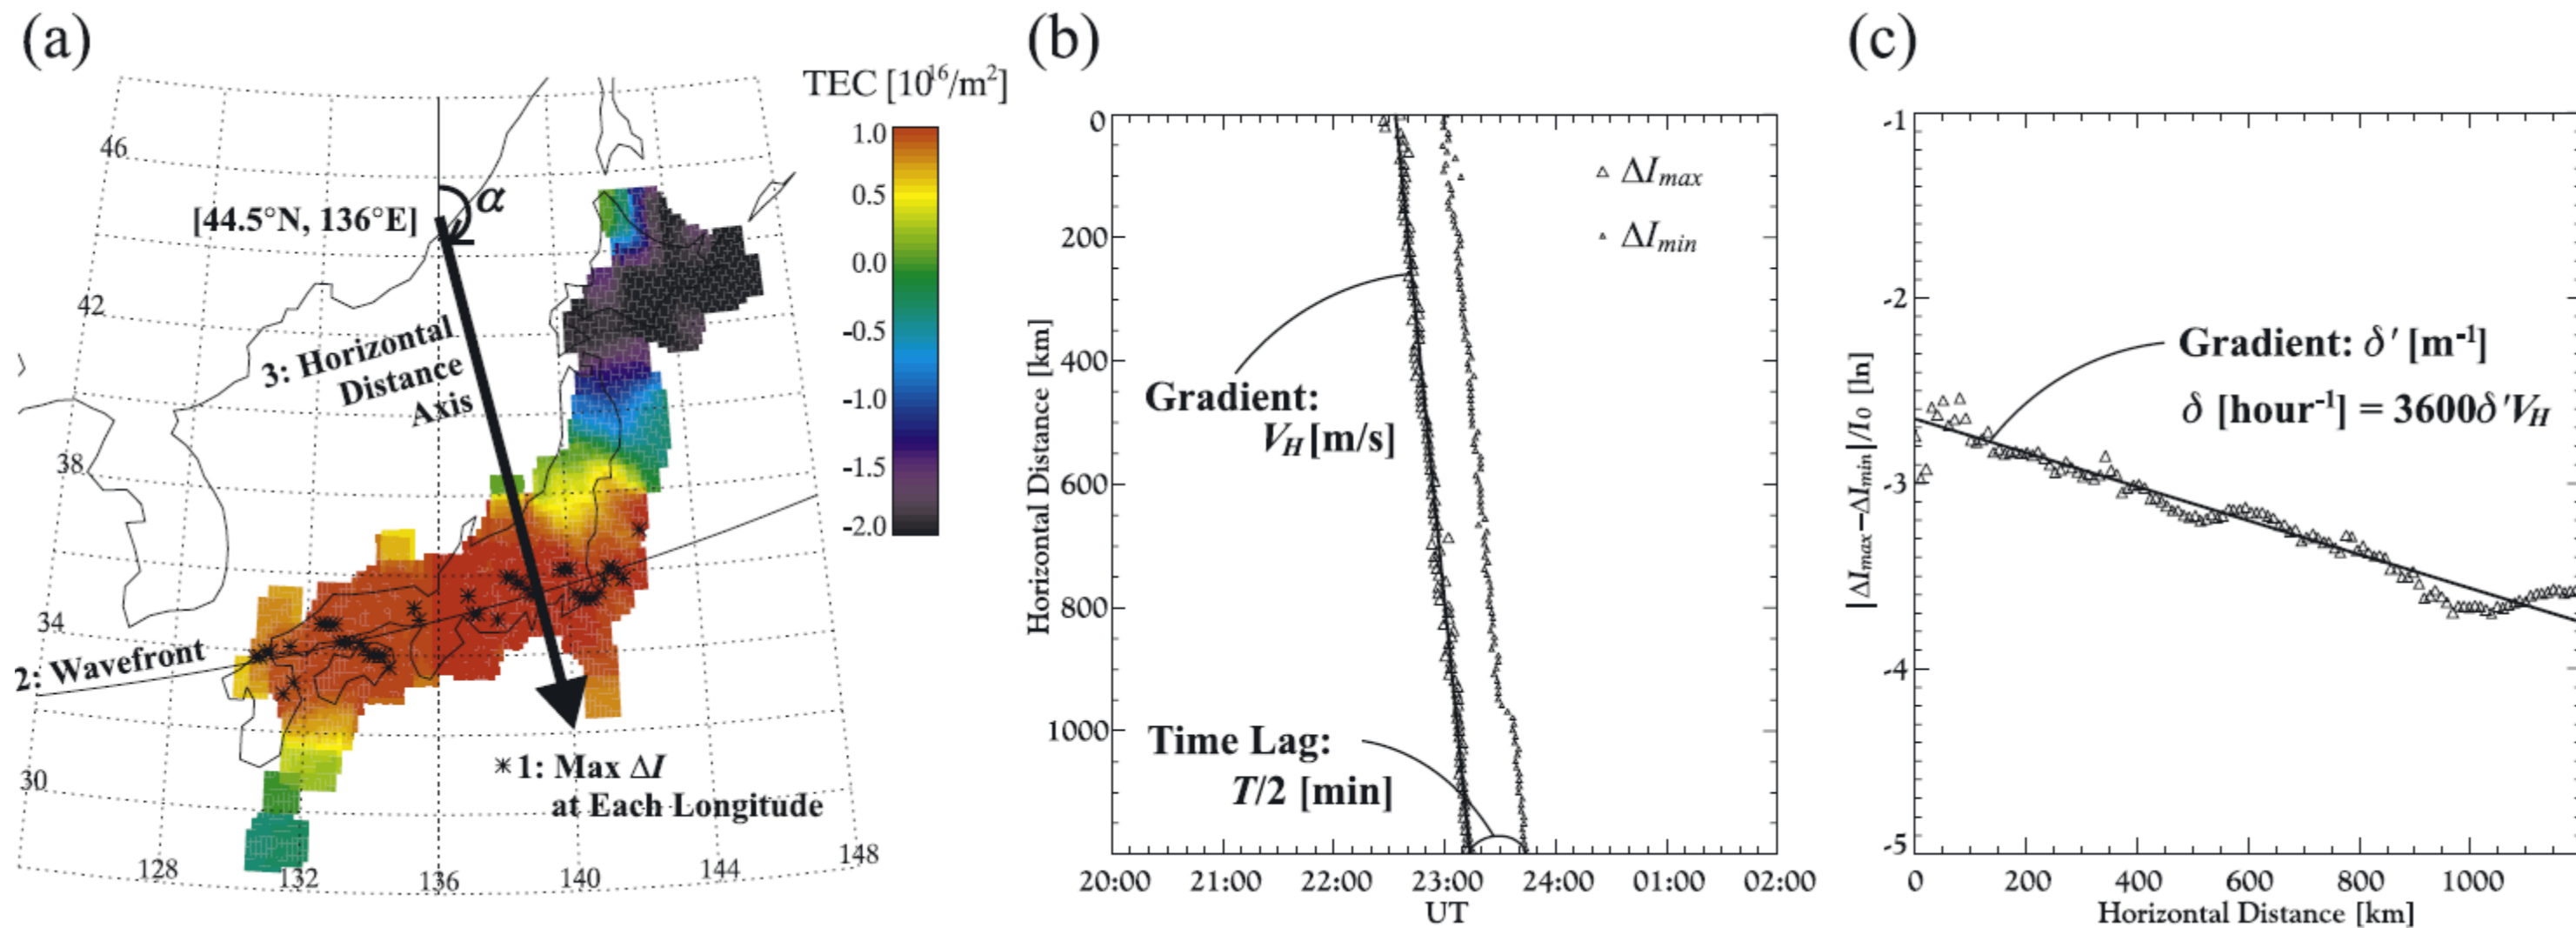 (a)
TEC [10^16/m^2]
1.0
0.5
0.0
-0.5
-1.0
-1.5
-2.0
46
42
38
34
30
128
132
136
140
144
148
[44.5°N, 136°E]
α
3: Horizontal
Distance
Axis
2: Wavefront
*1: Max ΔI
at Each Longitude
(b)
Horizontal Distance [km]
0
200
400
600
800
1000
△ ΔI_max
△ ΔI_min
Gradient:
V_H [m/s]
Time Lag:
T/2 [min]
20:00 21:00 22:00 23:00 24:00 01:00 02:00
UT
(c)
|ΔI_max−ΔI_min|/I_0 [ln]
-1
-2
-3
-4
-5
Gradient: δ′ [m^-1]
δ [hour^-1] = 3600δ′V_H
0 200 400 600 800 1000
Horizontal Distance [km]